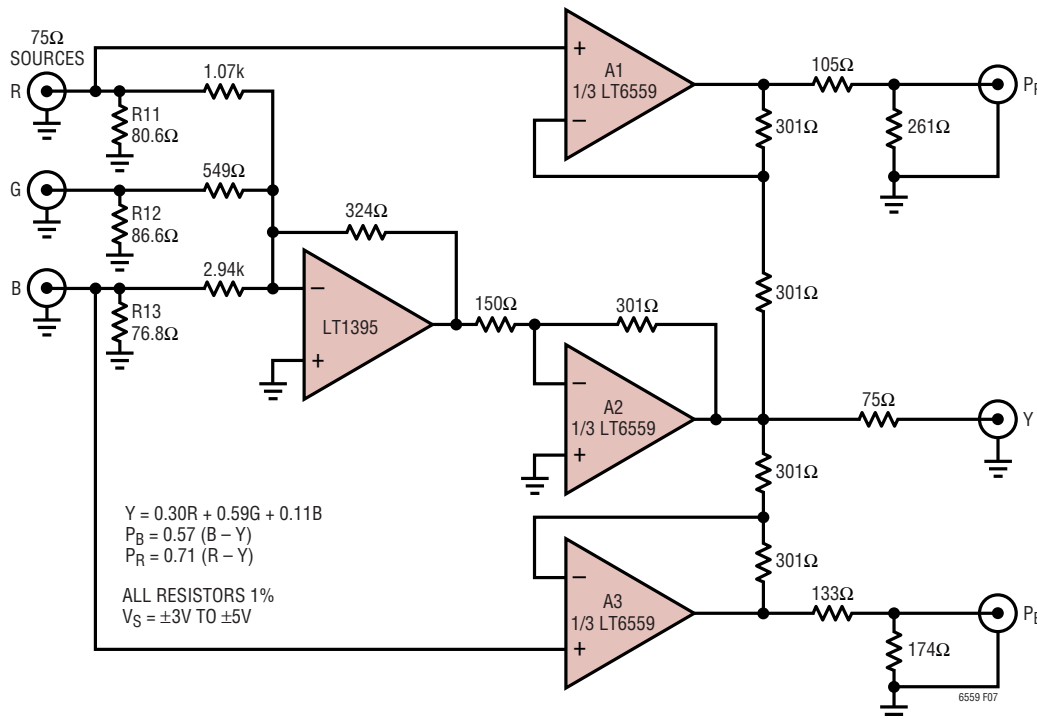 75Ω
SOURCES
R
1.07k
R11
80.6Ω
G
549Ω
R12
86.6Ω
324Ω
B
2.94k
R13
76.8Ω
−
LT1395
+
150Ω
301Ω
+
A1
1/3 LT6559
−
105Ω
301Ω
261Ω
P
301Ω
−
A2
1/3 LT6559
+
75Ω
Y
301Ω
301Ω
−
A3
1/3 LT6559
+
133Ω
174Ω
P
Y = 0.30R + 0.59G + 0.11B
PB = 0.57 (B – Y)
PR = 0.71 (R – Y)
ALL RESISTORS 1%
VS = ±3V TO ±5V
6559 F07